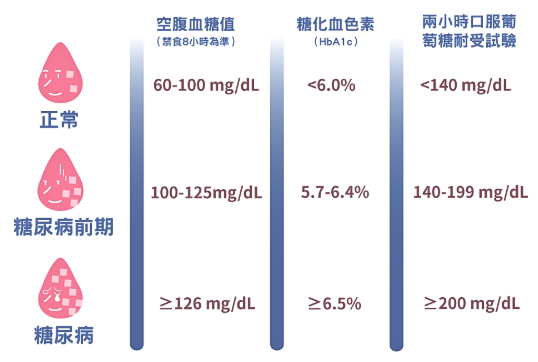 空腹血糖值
（禁食8小時為準）
糖化血色素
（HbA1c）
兩小時口服葡
萄糖耐受試驗
正常
60-100 mg/dL
<6.0%
<140 mg/dL
糖尿病前期
100-125mg/dL
5.7-6.4%
140-199 mg/dL
糖尿病
≥126 mg/dL
≥6.5%
≥200 mg/dL